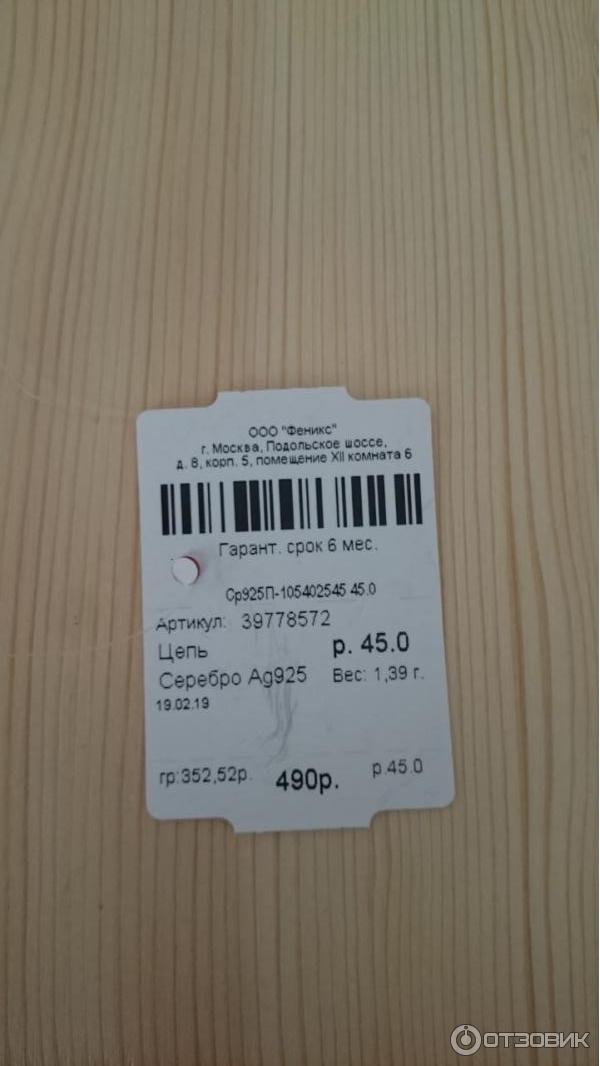 ООО "Феникс"
г. Москва, Подольское шоссе,
д. 8, корп. 5, помещение XII комната 6
Гарант. срок 6 мес.
Ср925П-105402545 45.0
Артикул: 39778572
Цепь р. 45.0
Серебро Ag925 Вес: 1,39 г.
19.02.19
гр:352,52р. 490р. р.45.0
ОТЗОВИК